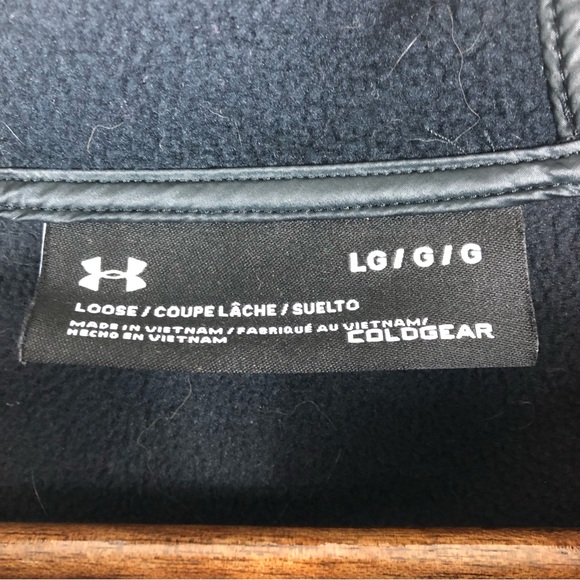 LG/G/G
LOOSE / COUPE LÂCHE / SUELTO
MADE IN VIETNAM / FABRIQUÉ AU VIETNAM/
HECHO EN VIETNAM
COLDGEAR